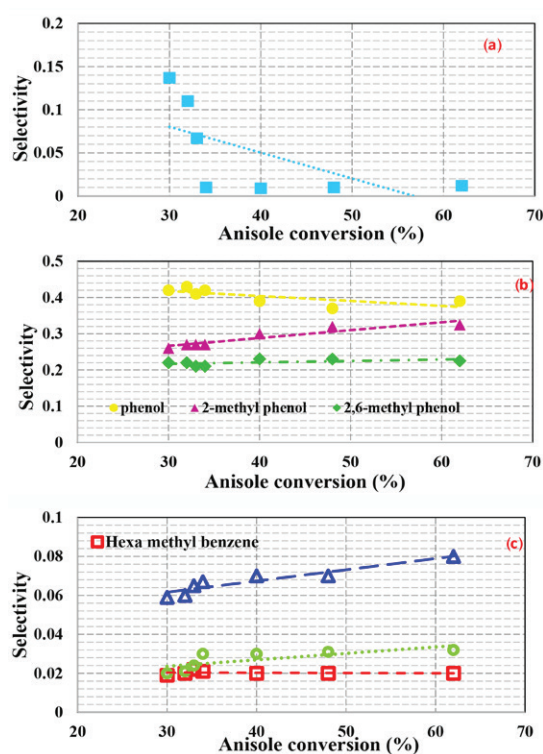 0.2
(a)
0.15
0.1
0.05
0
Selectivity
20 30 40 50 60 70
Anisole conversion (%)
0.5
(b)
0.4
0.3
0.2
0.1
0
Selectivity
phenol 2-methyl phenol 2,6-methyl phenol
20 30 40 50 60 70
Anisole conversion (%)
0.1
Hexa methyl benzene (c)
0.08
0.06
0.04
0.02
0
Selectivity
20 30 40 50 60 70
Anisole conversion (%)